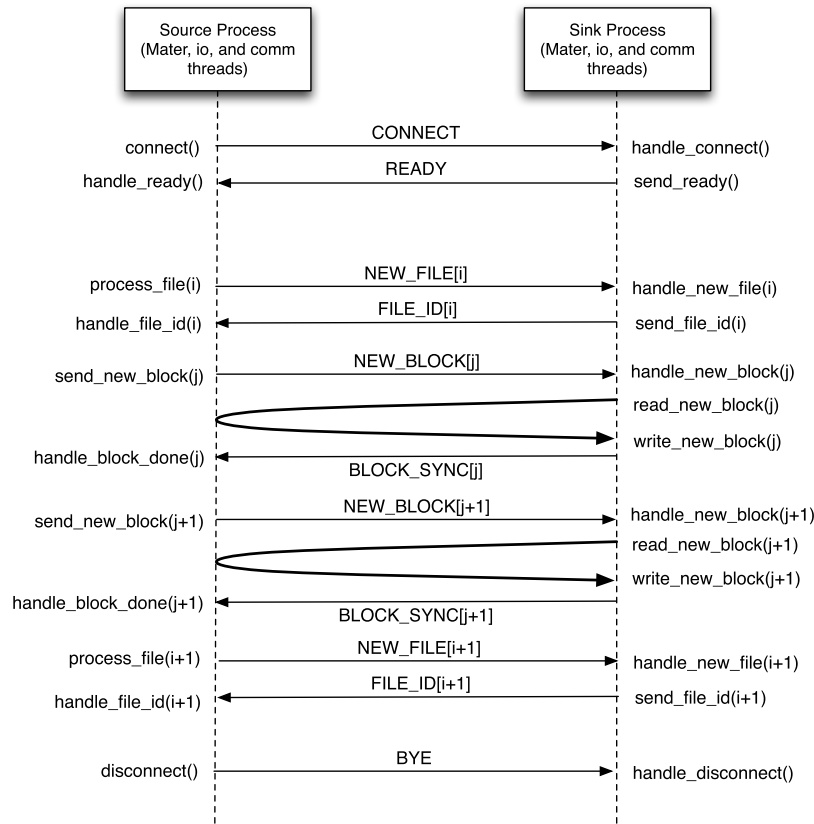 Source Process
(Mater, io, and comm
threads)
Sink Process
(Mater, io, and comm
threads)
connect()
CONNECT
handle_connect()
handle_ready()
READY
send_ready()
process_file(i)
NEW_FILE[i]
handle_new_file(i)
handle_file_id(i)
FILE_ID[i]
send_file_id(i)
send_new_block(j)
NEW_BLOCK[j]
handle_new_block(j)
read_new_block(j)
write_new_block(j)
handle_block_done(j)
BLOCK_SYNC[j]
send_new_block(j+1)
NEW_BLOCK[j+1]
handle_new_block(j+1)
read_new_block(j+1)
write_new_block(j+1)
handle_block_done(j+1)
BLOCK_SYNC[j+1]
process_file(i+1)
NEW_FILE[i+1]
handle_new_file(i+1)
handle_file_id(i+1)
FILE_ID[i+1]
send_file_id(i+1)
disconnect()
BYE
handle_disconnect()